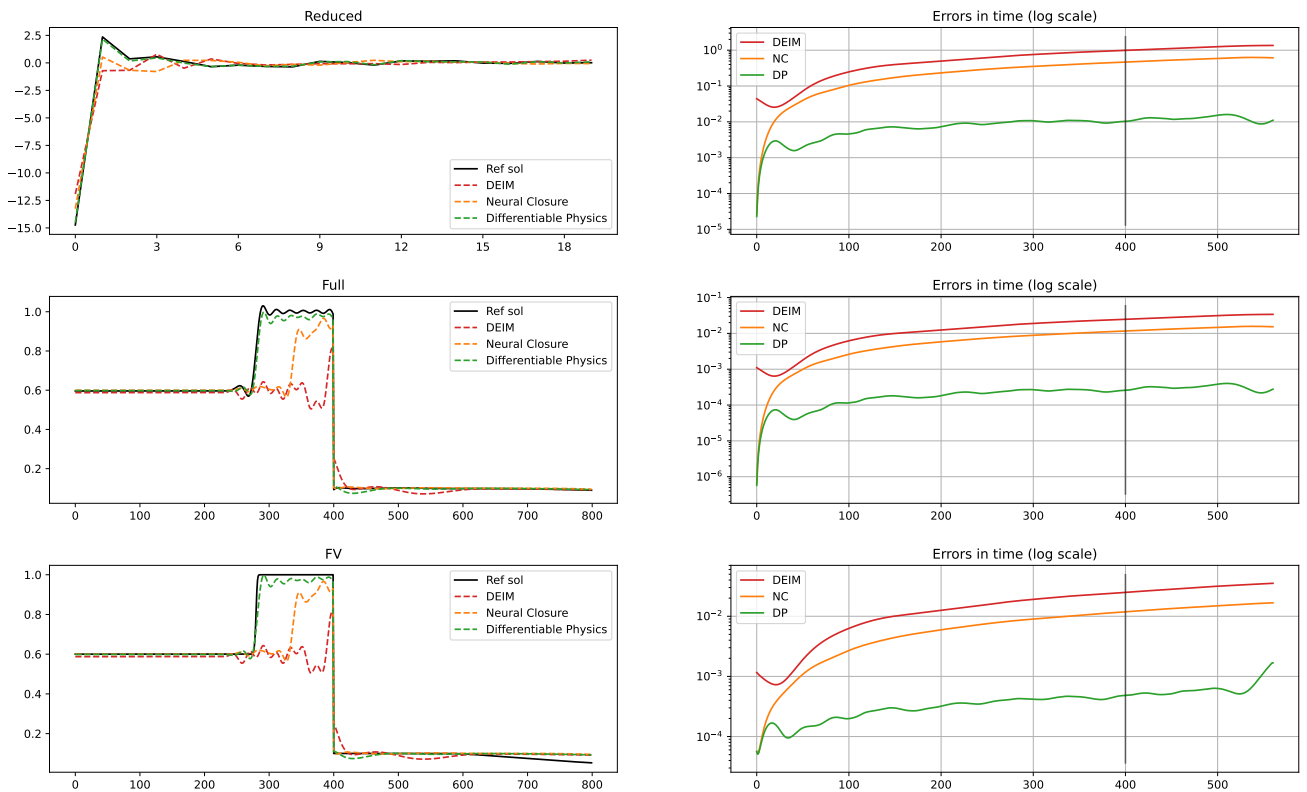 Reduced
2.5
0.0
−2.5
−5.0
−7.5
−10.0
−12.5
−15.0
0 3 6 9 12 15 18
Ref sol
DEIM
Neural Closure
Differentiable Physics
Errors in time (log scale)
10⁰
10⁻¹
10⁻²
10⁻³
10⁻⁴
10⁻⁵
0 100 200 300 400 500
DEIM
NC
DP
Full
1.0
0.8
0.6
0.4
0.2
0 100 200 300 400 500 600 700 800
Ref sol
DEIM
Neural Closure
Differentiable Physics
Errors in time (log scale)
10⁻¹
10⁻²
10⁻³
10⁻⁴
10⁻⁵
10⁻⁶
0 100 200 300 400 500
DEIM
NC
DP
FV
1.0
0.8
0.6
0.4
0.2
0 100 200 300 400 500 600 700 800
Ref sol
DEIM
Neural Closure
Differentiable Physics
Errors in time (log scale)
10⁻²
10⁻³
10⁻⁴
0 100 200 300 400 500
DEIM
NC
DP